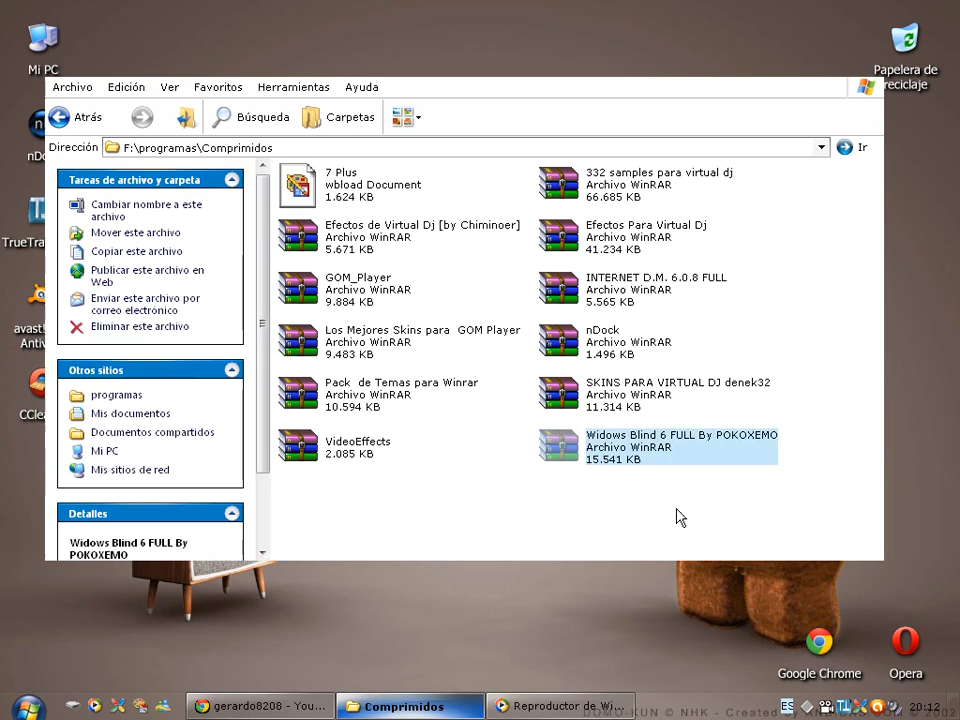 Mi PC
Papelera de
reciclaje
Archivo Edición Ver Favoritos Herramientas Ayuda
Atrás Búsqueda Carpetas
Dirección F:\programas\Comprimidos Ir
Tareas de archivo y carpeta
Cambiar nombre a este
archivo
Mover este archivo
Copiar este archivo
Publicar este archivo en
Web
Enviar este archivo por
correo electrónico
Eliminar este archivo
Otros sitios
programas
Mis documentos
Documentos compartidos
Mi PC
Mis sitios de red
Detalles
Widows Blind 6 FULL By
POKOXEMO
7 Plus
wbload Document
1.624 KB
332 samples para virtual dj
Archivo WinRAR
66.685 KB
Efectos de Virtual Dj [by Chiminoer]
Archivo WinRAR
5.671 KB
Efectos Para Virtual Dj
Archivo WinRAR
41.234 KB
GOM_Player
Archivo WinRAR
9.884 KB
INTERNET D.M. 6.0.8 FULL
Archivo WinRAR
5.565 KB
Los Mejores Skins para  GOM Player
Archivo WinRAR
9.483 KB
nDock
Archivo WinRAR
1.496 KB
Pack  de Temas para Winrar
Archivo WinRAR
10.594 KB
SKINS PARA VIRTUAL DJ denek32
Archivo WinRAR
11.314 KB
VideoEffects
2.085 KB
Widows Blind 6 FULL By POKOXEMO
Archivo WinRAR
15.541 KB
nDo
TrueTra
avast!
Antiv
CCle
Google Chrome
Opera
gerardo8208 - You...
Comprimidos
Reproductor de Wi...
ES
20:12